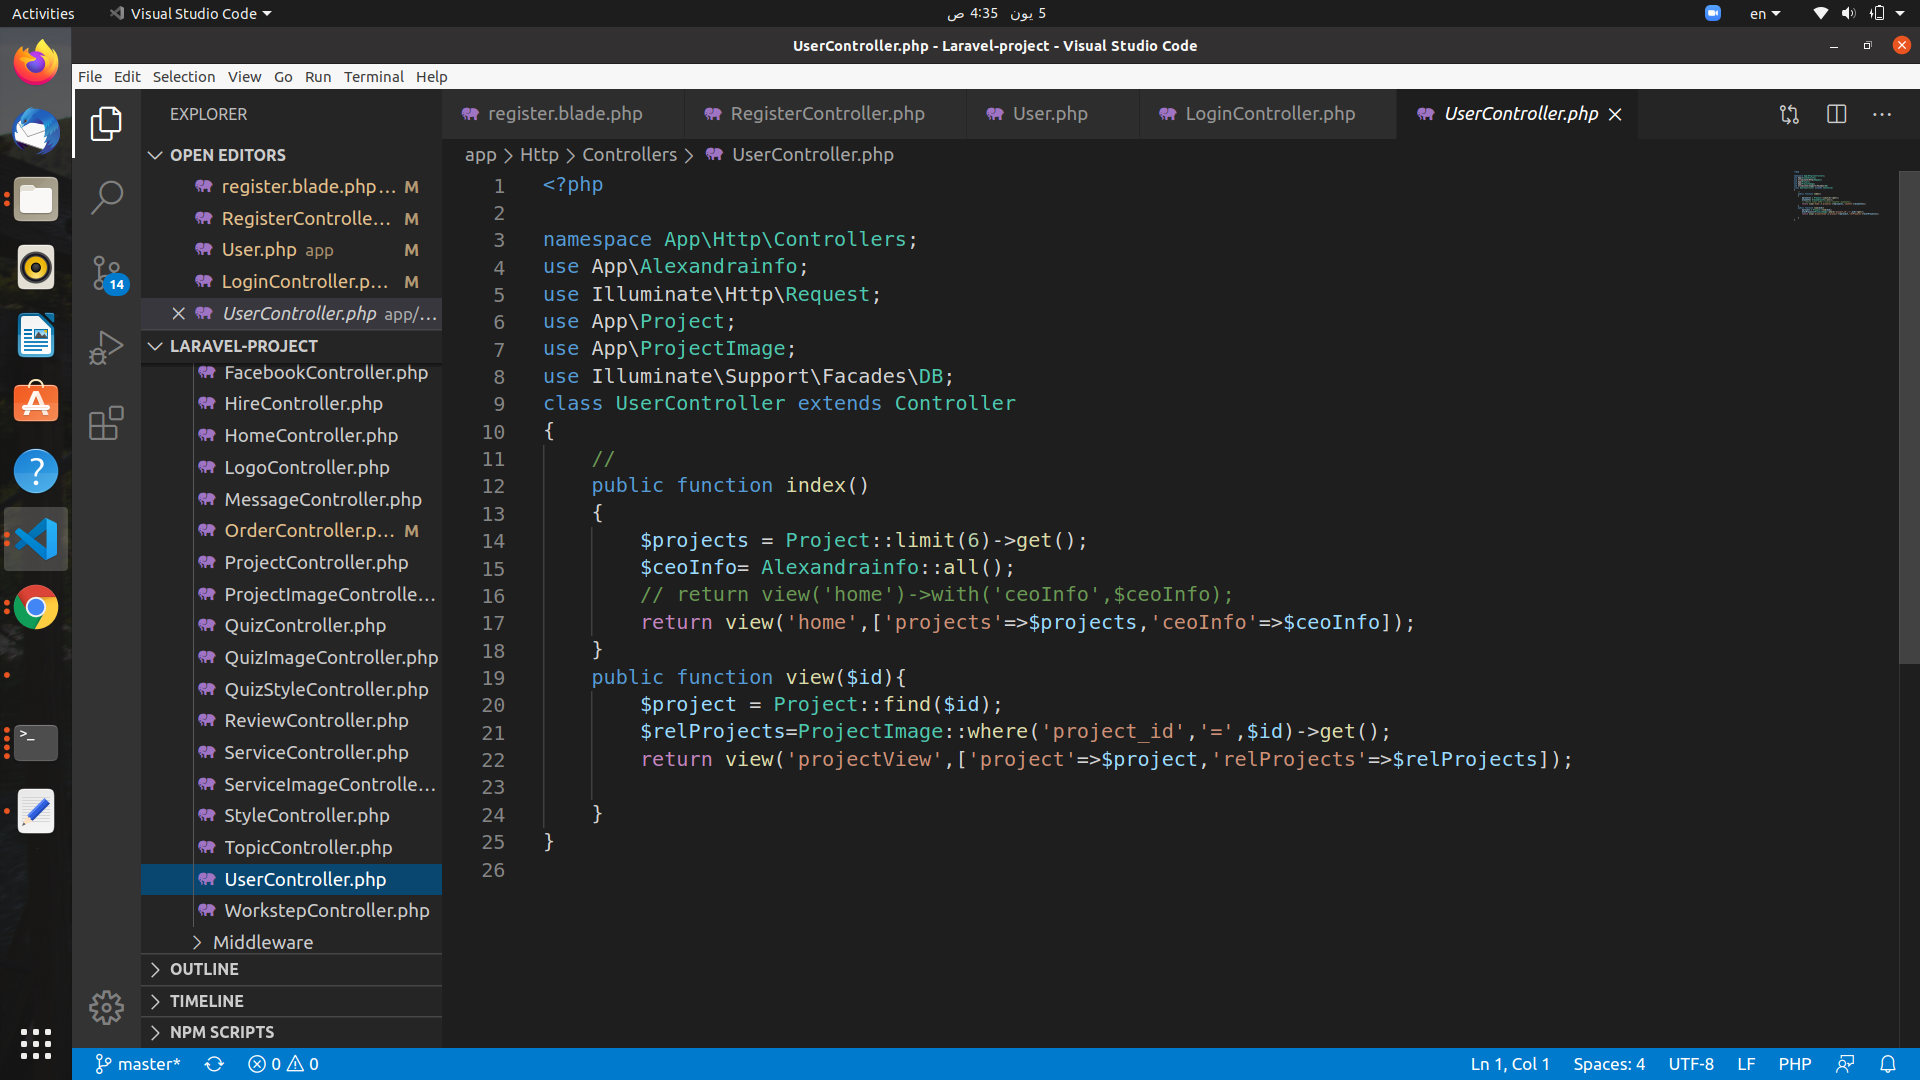 Activities
Visual Studio Code
5 يون 4:35 ص
en
UserController.php - Laravel-project - Visual Studio Code
File Edit Selection View Go Run Terminal Help
EXPLORER
OPEN EDITORS
register.blade.php... M
RegisterControlle... M
User.php app M
LoginController.p... M
UserController.php app/...
LARAVEL-PROJECT
FacebookController.php
HireController.php
HomeController.php
LogoController.php
MessageController.php
OrderController.p... M
ProjectController.php
ProjectImageControlle...
QuizController.php
QuizImageController.php
QuizStyleController.php
ReviewController.php
ServiceController.php
ServiceImageControlle...
StyleController.php
TopicController.php
UserController.php
WorkstepController.php
Middleware
OUTLINE
TIMELINE
NPM SCRIPTS
14
register.blade.php RegisterController.php User.php LoginController.php UserController.php
app > Http > Controllers > UserController.php
1 <?php
2
3 namespace App\Http\Controllers;
4 use App\Alexandrainfo;
5 use Illuminate\Http\Request;
6 use App\Project;
7 use App\ProjectImage;
8 use Illuminate\Support\Facades\DB;
9 class UserController extends Controller
10 {
11 //
12 public function index()
13 {
14 $projects = Project::limit(6)->get();
15 $ceoInfo= Alexandrainfo::all();
16 // return view('home')->with('ceoInfo',$ceoInfo);
17 return view('home',['projects'=>$projects,'ceoInfo'=>$ceoInfo]);
18 }
19 public function view($id){
20 $project = Project::find($id);
21 $relProjects=ProjectImage::where('project_id','=',$id)->get();
22 return view('projectView',['project'=>$project,'relProjects'=>$relProjects]);
23
24 }
25 }
26
master* 0 0 Ln 1, Col 1 Spaces: 4 UTF-8 LF PHP